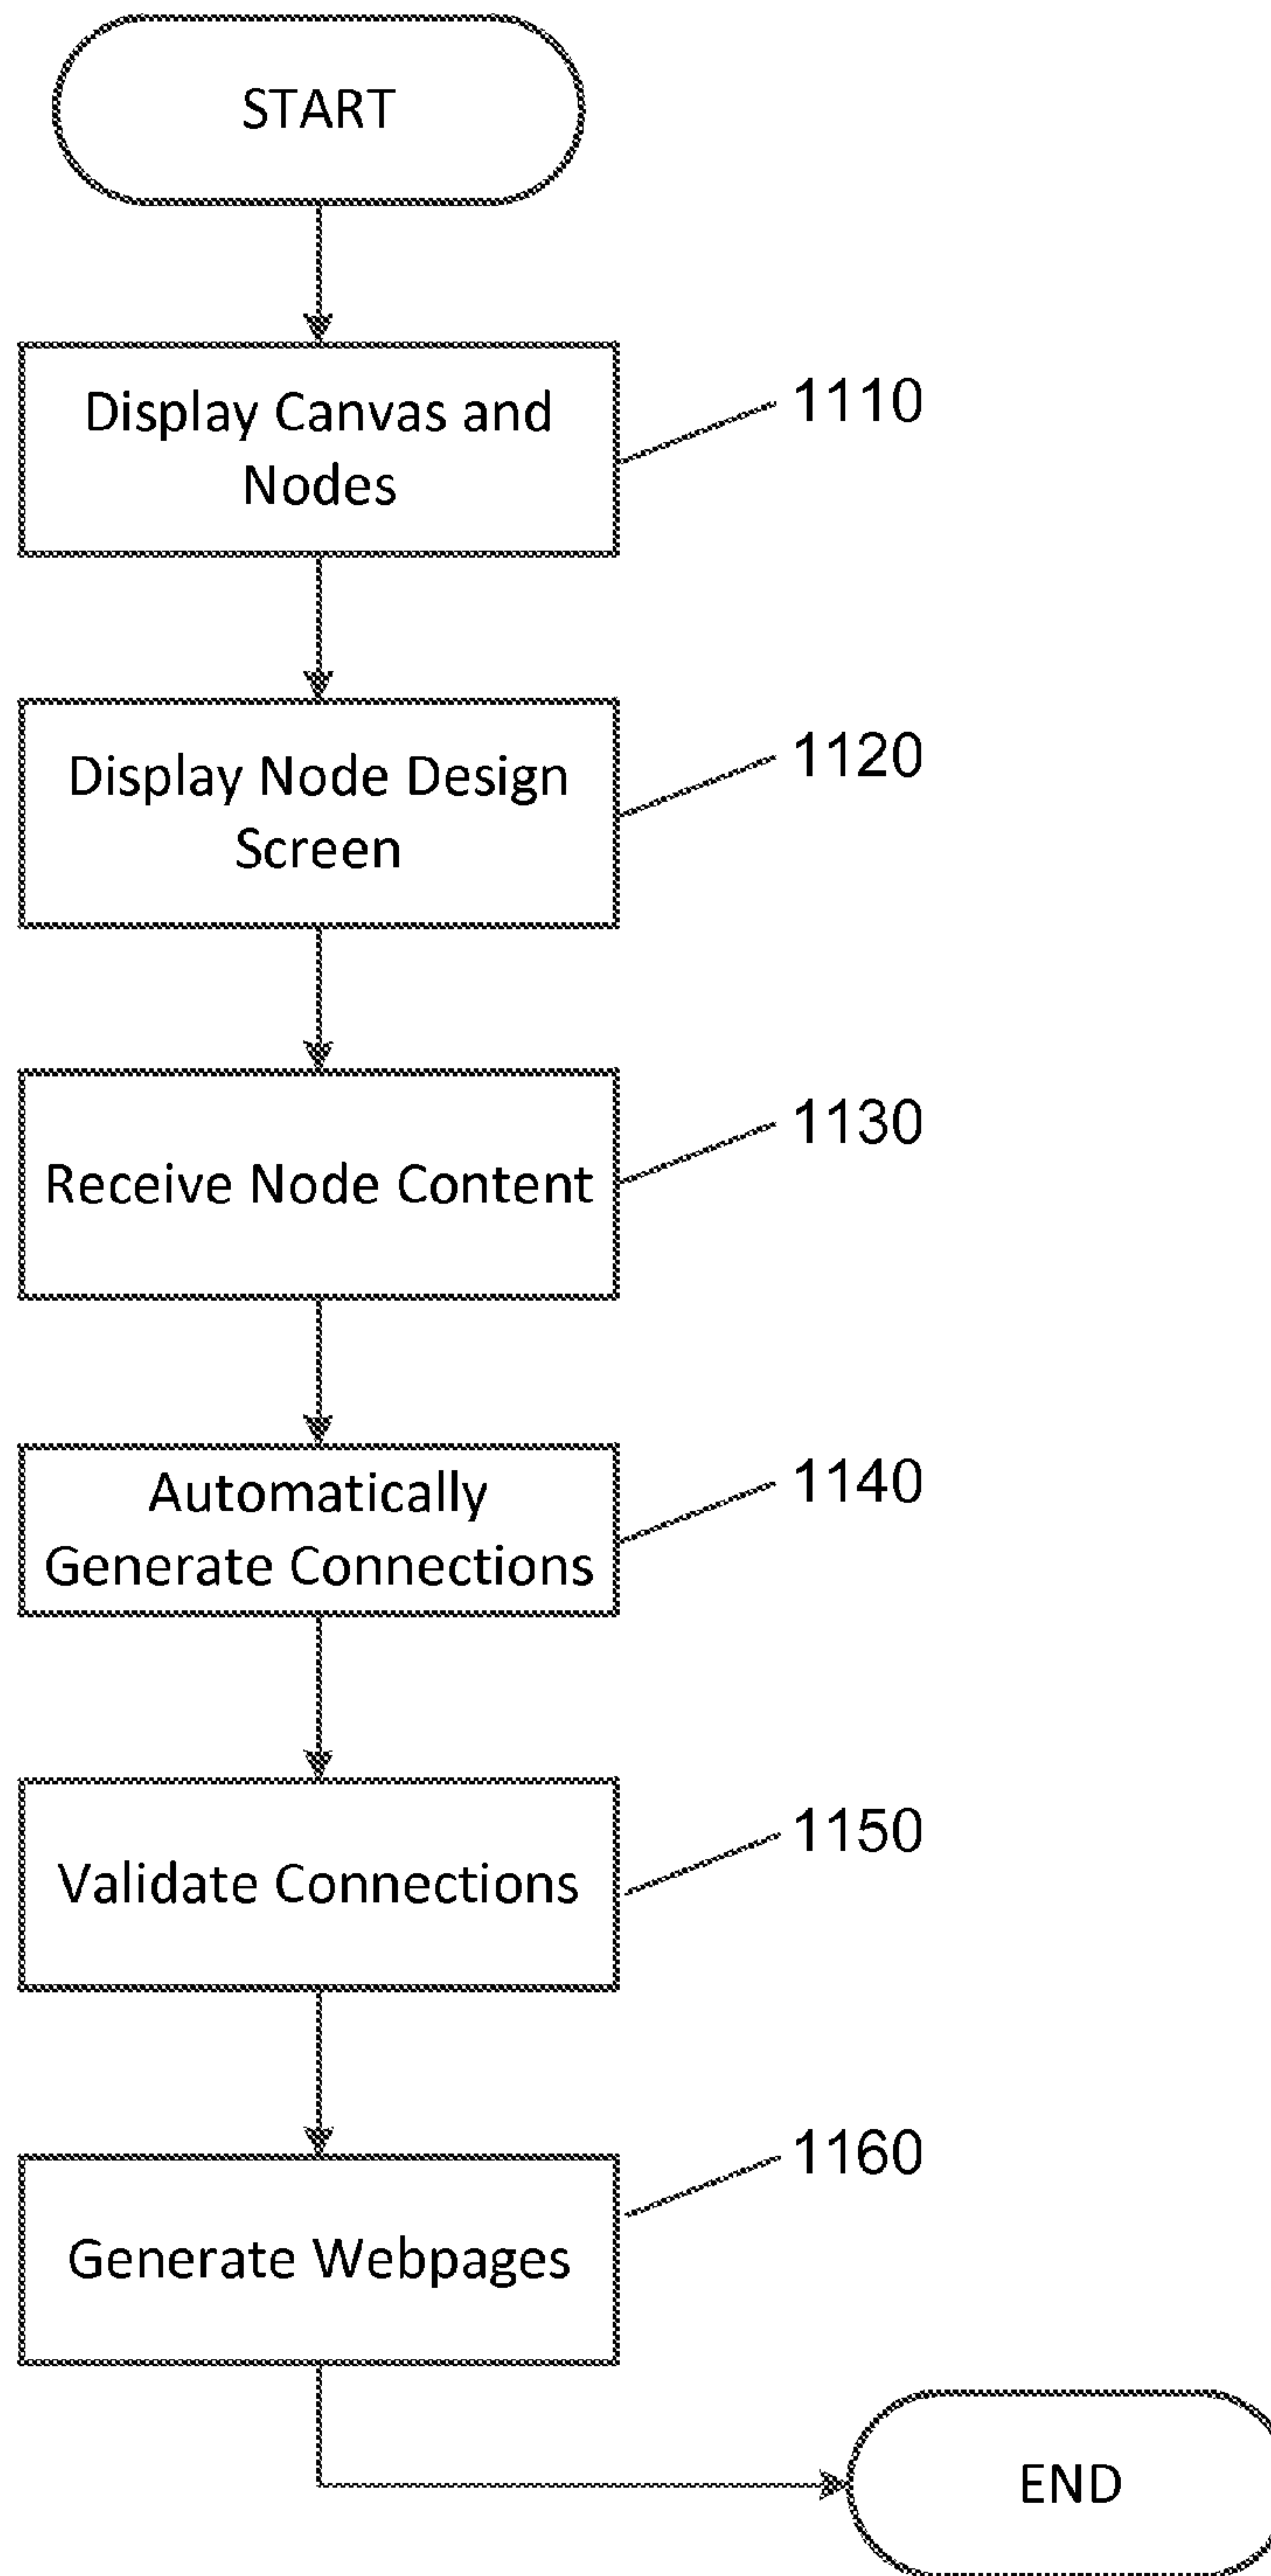 START
Display Canvas and
Nodes
1110
Display Node Design
Screen
1120
Receive Node Content
1130
Automatically
Generate Connections
1140
Validate Connections
1150
Generate Webpages
1160
END